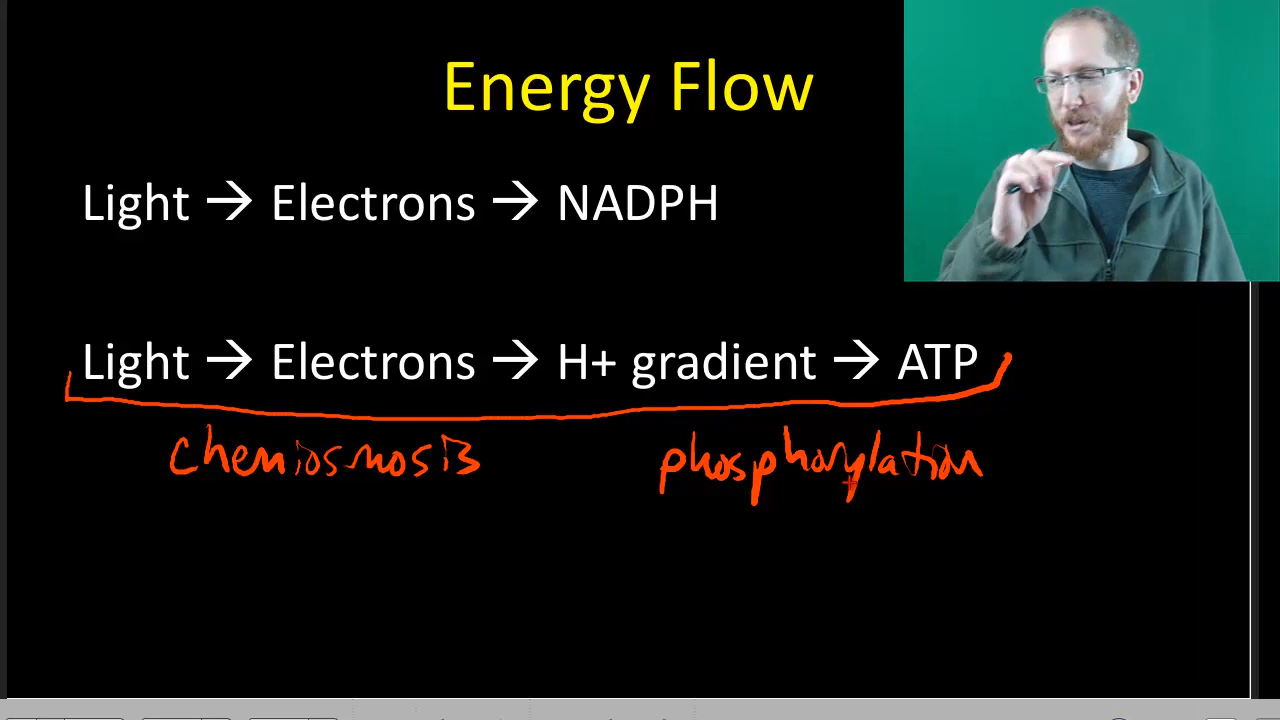 Energy Flow
Light → Electrons → NADPH
Light → Electrons → H+ gradient → ATP
chemiosmosis phosphorylation